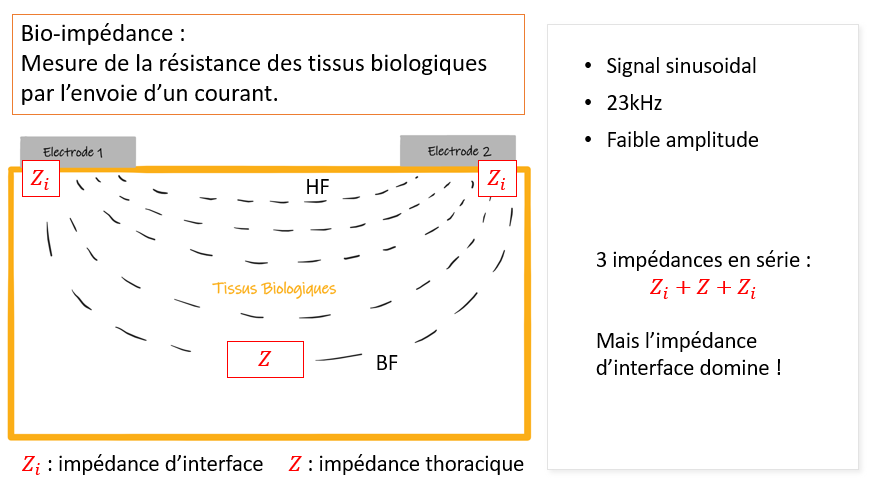 Bio-impédance :
Mesure de la résistance des tissus biologiques
par l’envoie d’un courant.
Electrode 1
Electrode 2
Z_i
Z_i
HF
Tissus Biologiques
Z
BF
Z_i : impédance d’interface
Z : impédance thoracique
• Signal sinusoidal
• 23kHz
• Faible amplitude
3 impédances en série :
Z_i + Z + Z_i
Mais l’impédance
d’interface domine !